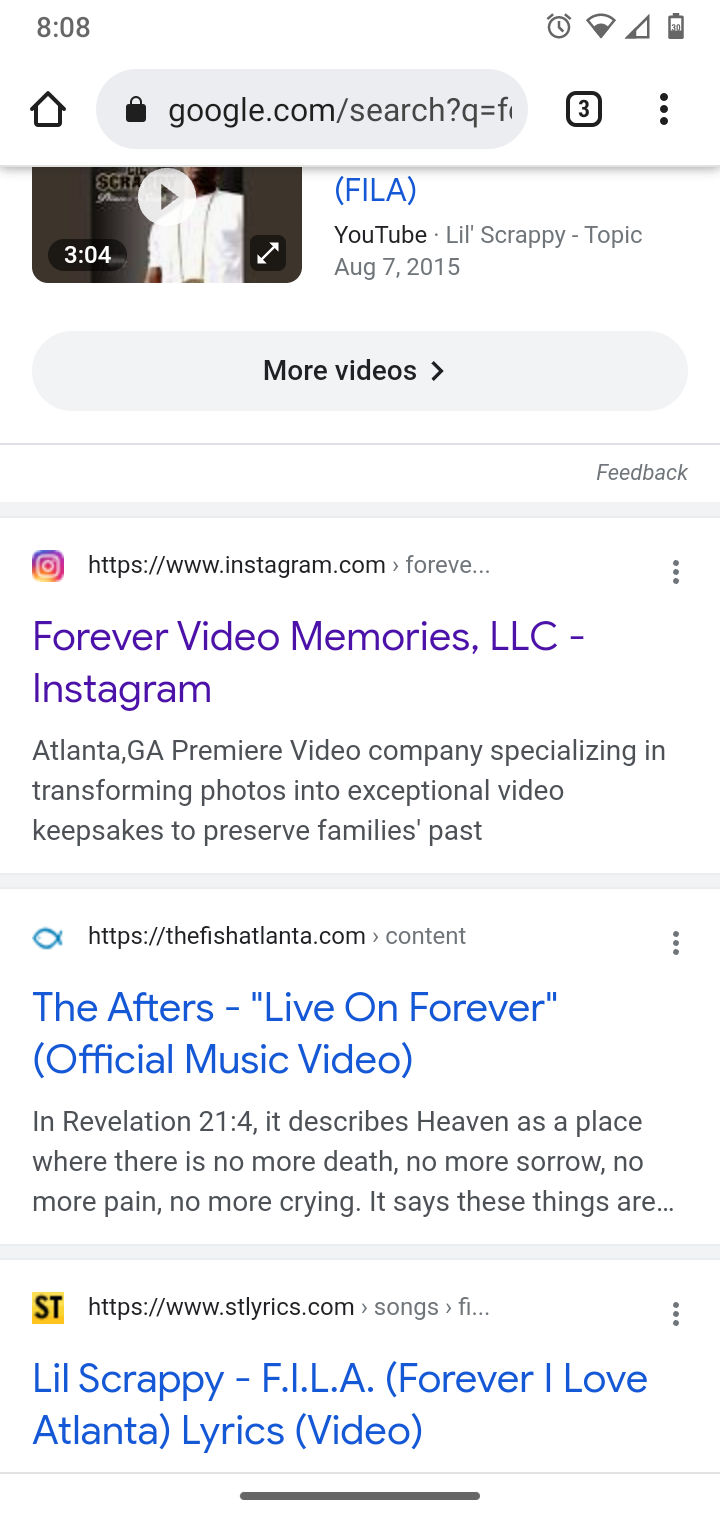 8:08
30
google.com/search?q=f
3
SCRAPPY
3:04
(FILA)
YouTube · Lil' Scrappy - Topic
Aug 7, 2015
More videos
Feedback
https://www.instagram.com › foreve...
Forever Video Memories, LLC -
Instagram
Atlanta,GA Premiere Video company specializing in
transforming photos into exceptional video
keepsakes to preserve families' past
https://thefishatlanta.com › content
The Afters - "Live On Forever"
(Official Music Video)
In Revelation 21:4, it describes Heaven as a place
where there is no more death, no more sorrow, no
more pain, no more crying. It says these things are...
ST
https://www.stlyrics.com › songs › fi...
Lil Scrappy - F.I.L.A. (Forever I Love
Atlanta) Lyrics (Video)